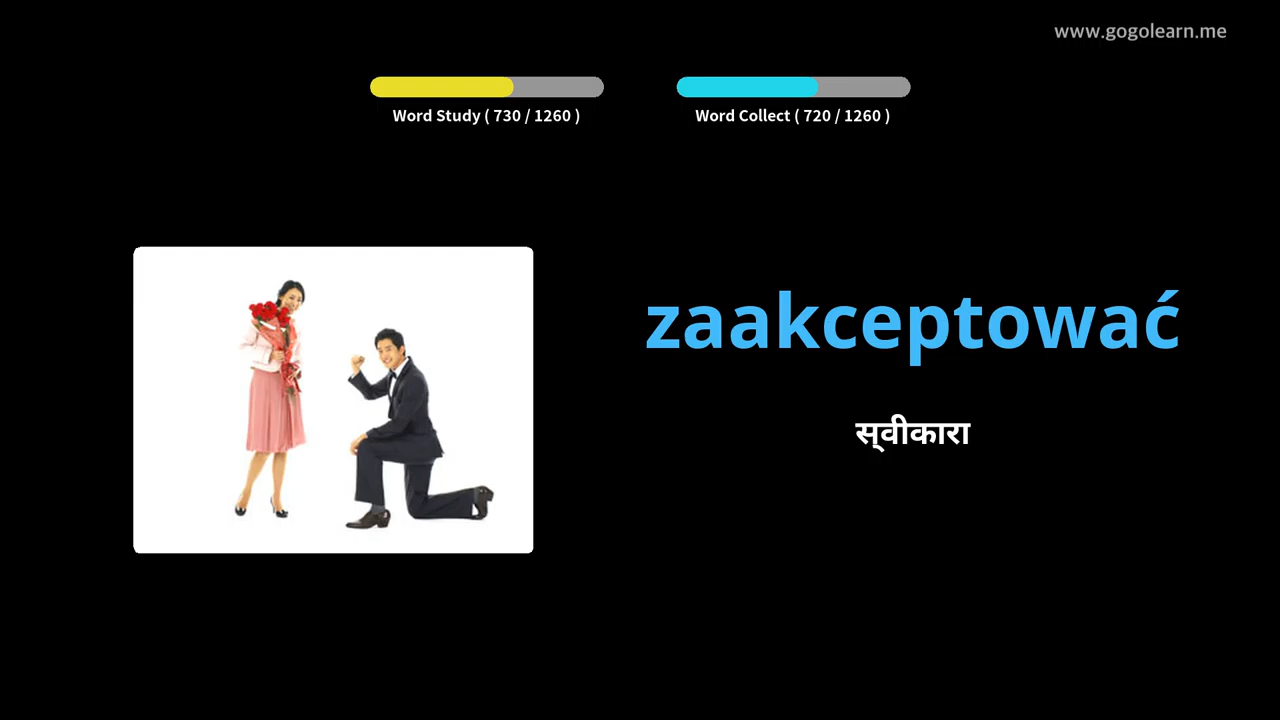 www.gogolearn.me
Word Study ( 730 / 1260 )
Word Collect ( 720 / 1260 )
zaakceptować
स्वीकारा